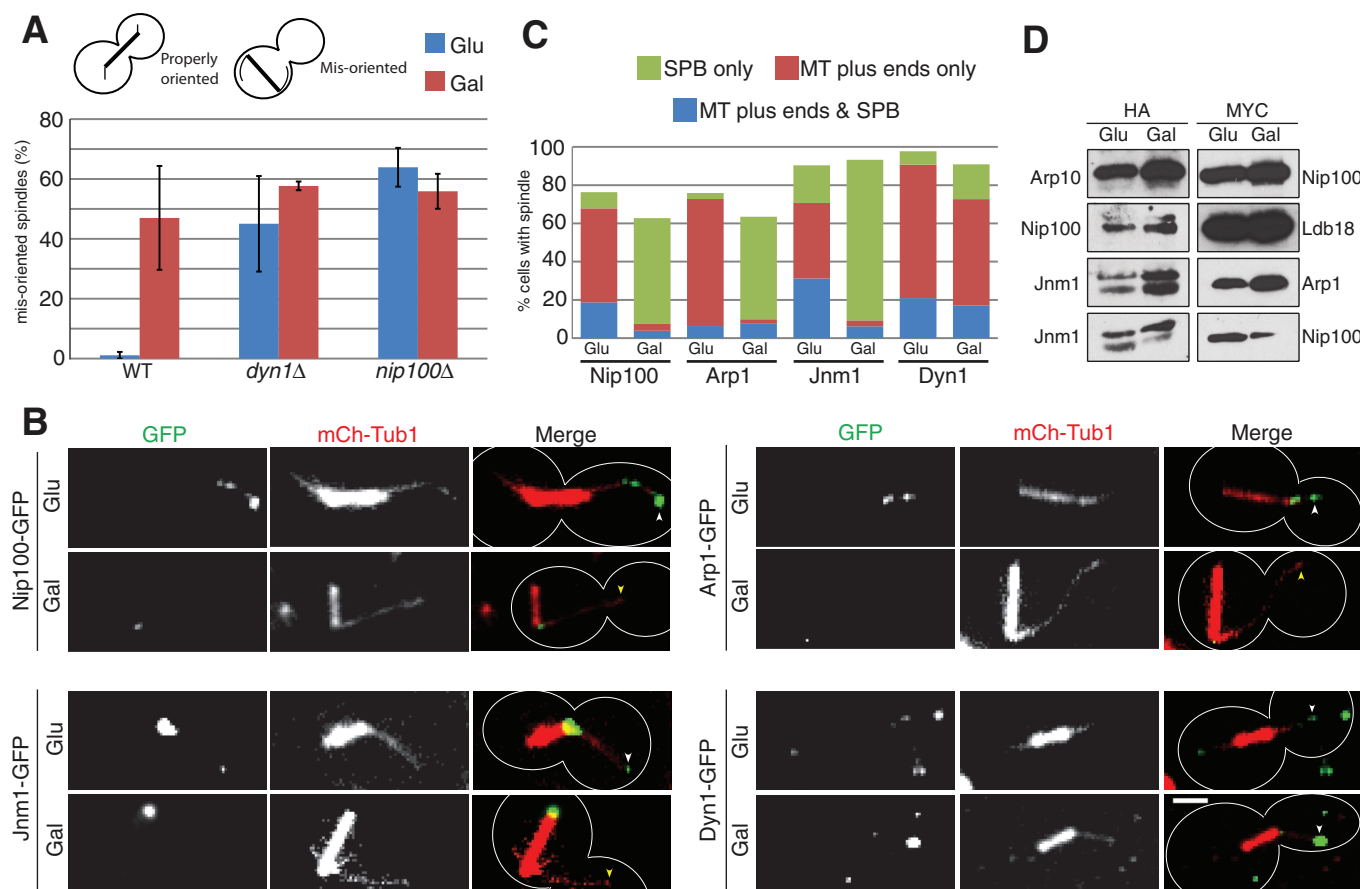 A
Properly
oriented
Mis-oriented
Glu
Gal
mis-oriented spindles (%)
80
60
40
20
0
WT
dyn1Δ
nip100Δ
C
SPB only
MT plus ends only
MT plus ends & SPB
% cells with spindle
100
80
60
40
20
0
Glu Gal Glu Gal Glu Gal Glu Gal
Nip100 Arp1 Jnm1 Dyn1
D
HA MYC
Glu Gal Glu Gal
Arp10 Nip100
Nip100 Ldb18
Jnm1 Arp1
Jnm1 Nip100
B
GFP mCh-Tub1 Merge
Nip100-GFP
Glu
Gal
Jnm1-GFP
Glu
Gal
GFP mCh-Tub1 Merge
Arp1-GFP
Glu
Gal
Dyn1-GFP
Glu
Gal